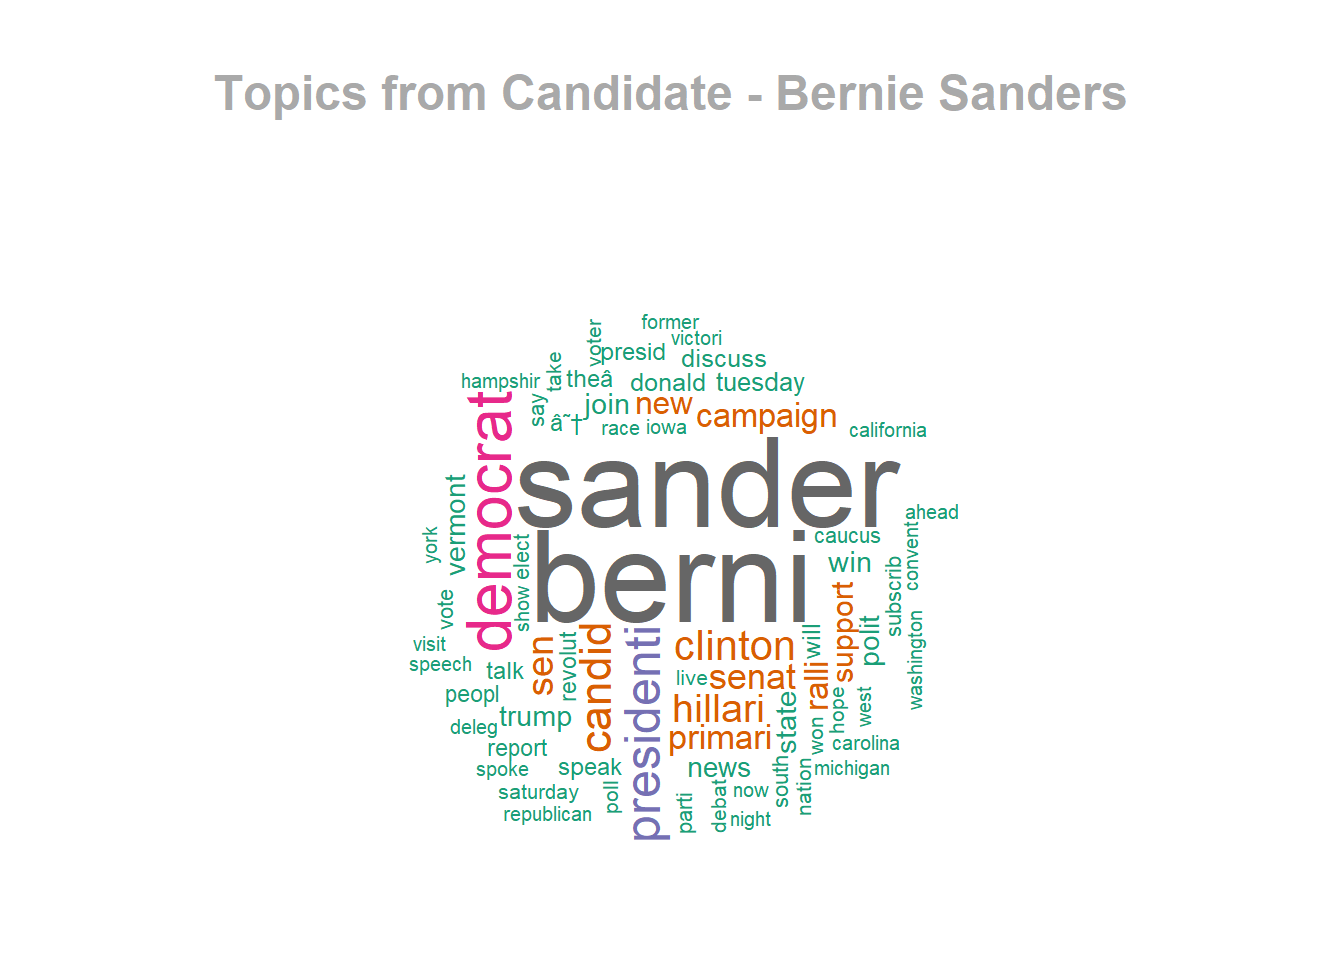 Topics from Candidate - Bernie Sanders
former
victori
voter
presid
discuss
take
hampshir
theâ
donald
tuesday
say
join
new
campaign
â˜†
race
iowa
california
democrat
sander
vermont
york
ahead
berni
caucus
convent
elect
win
subscrib
show
vote
support
polit
washington
visit
sen
revolut
candid
presidenti
clinton
will
speech
talk
live
senat
ralli
peopl
hope
west
trump
hillari
state
deleg
primari
won
carolina
report
spoke
speak
news
south
michigan
nation
saturday
poll
parti
debat
now
republican
night